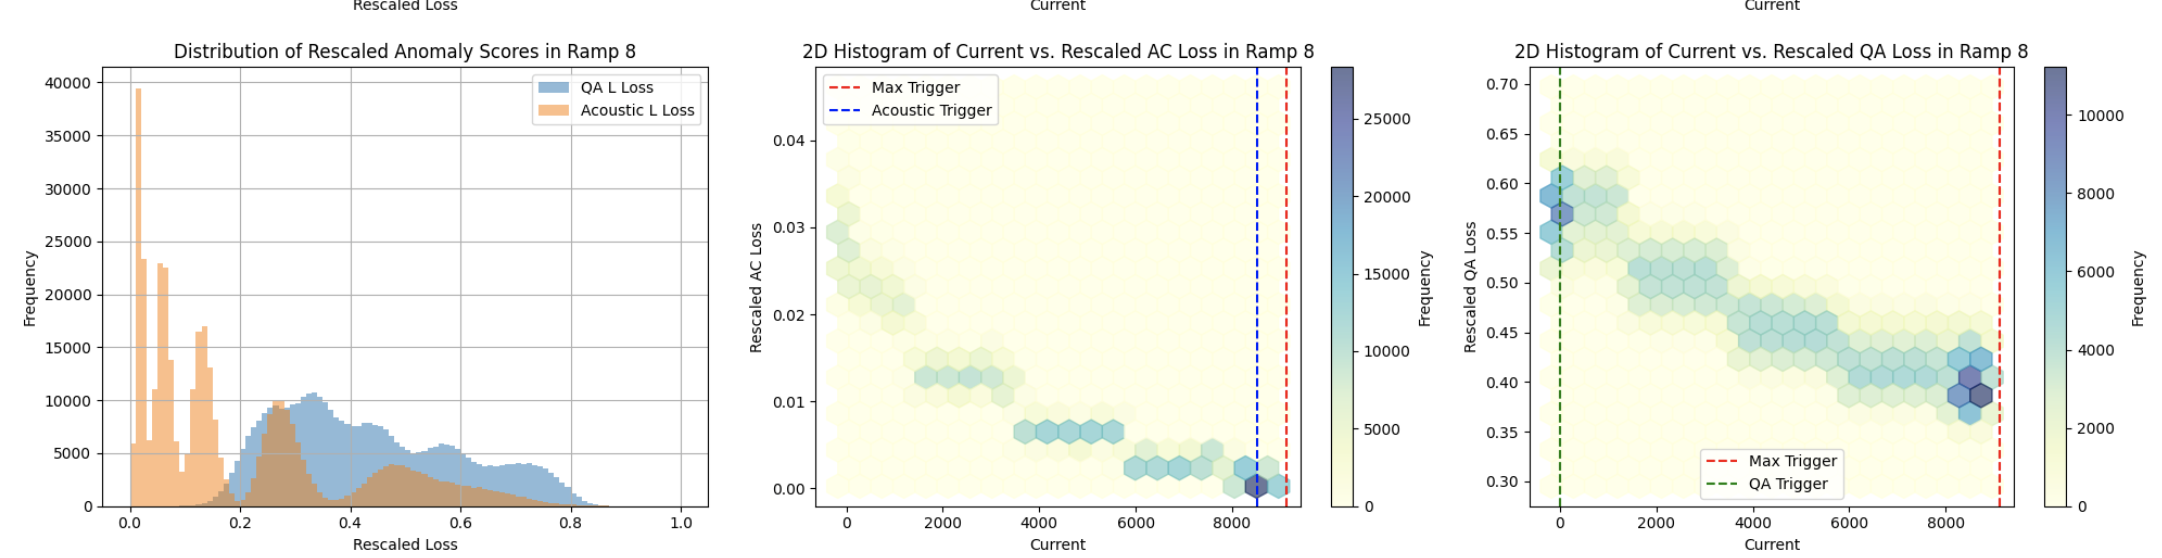 Rescaled Loss
Current
Current
Distribution of Rescaled Anomaly Scores in Ramp 8
40000
35000
30000
25000
20000
15000
10000
5000
0
Frequency
QA L Loss
Acoustic L Loss
0.0
0.2
0.4
0.6
0.8
1.0
Rescaled Loss
2D Histogram of Current vs. Rescaled AC Loss in Ramp 8
Max Trigger
Acoustic Trigger
0.04
0.03
0.02
0.01
0.00
Rescaled AC Loss
0
2000
4000
6000
8000
Current
25000
20000
15000
10000
5000
0
Frequency
2D Histogram of Current vs. Rescaled QA Loss in Ramp 8
0.70
0.65
0.60
0.55
0.50
0.45
0.40
0.35
0.30
Rescaled QA Loss
Max Trigger
QA Trigger
0
2000
4000
6000
8000
Current
10000
8000
6000
4000
2000
0
Frequency